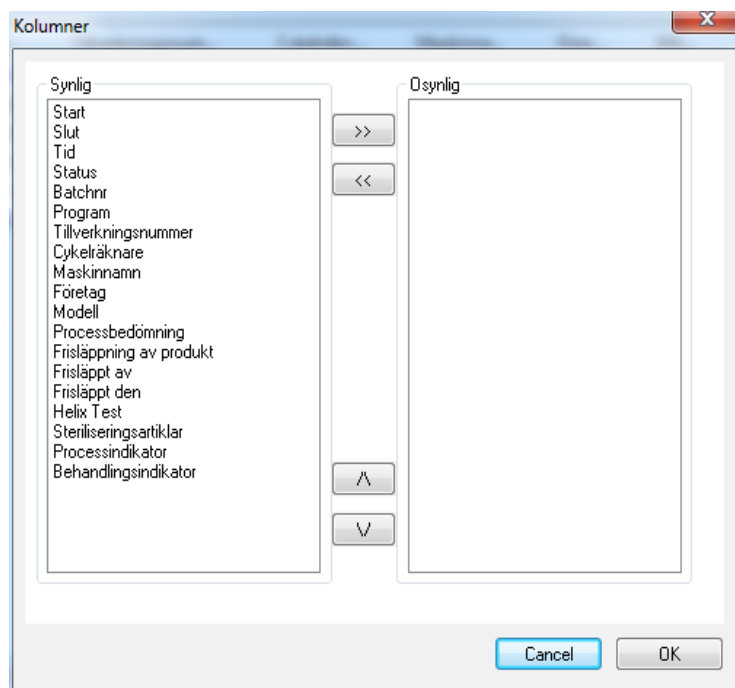 Kolumner
X
Synlig
Osynlig
Start
Slut
Tid
Status
Batchnr
Program
Tillverkningsnummer
Cykelräknare
Maskinnamn
Företag
Modell
Processbedömning
Frisläppning av produkt
Frisläppt av
Frisläppt den
Helix Test
Steriliseringsartiklar
Processindikator
Behandlingsindikator
>>
<<
/\
\/
Cancel
OK